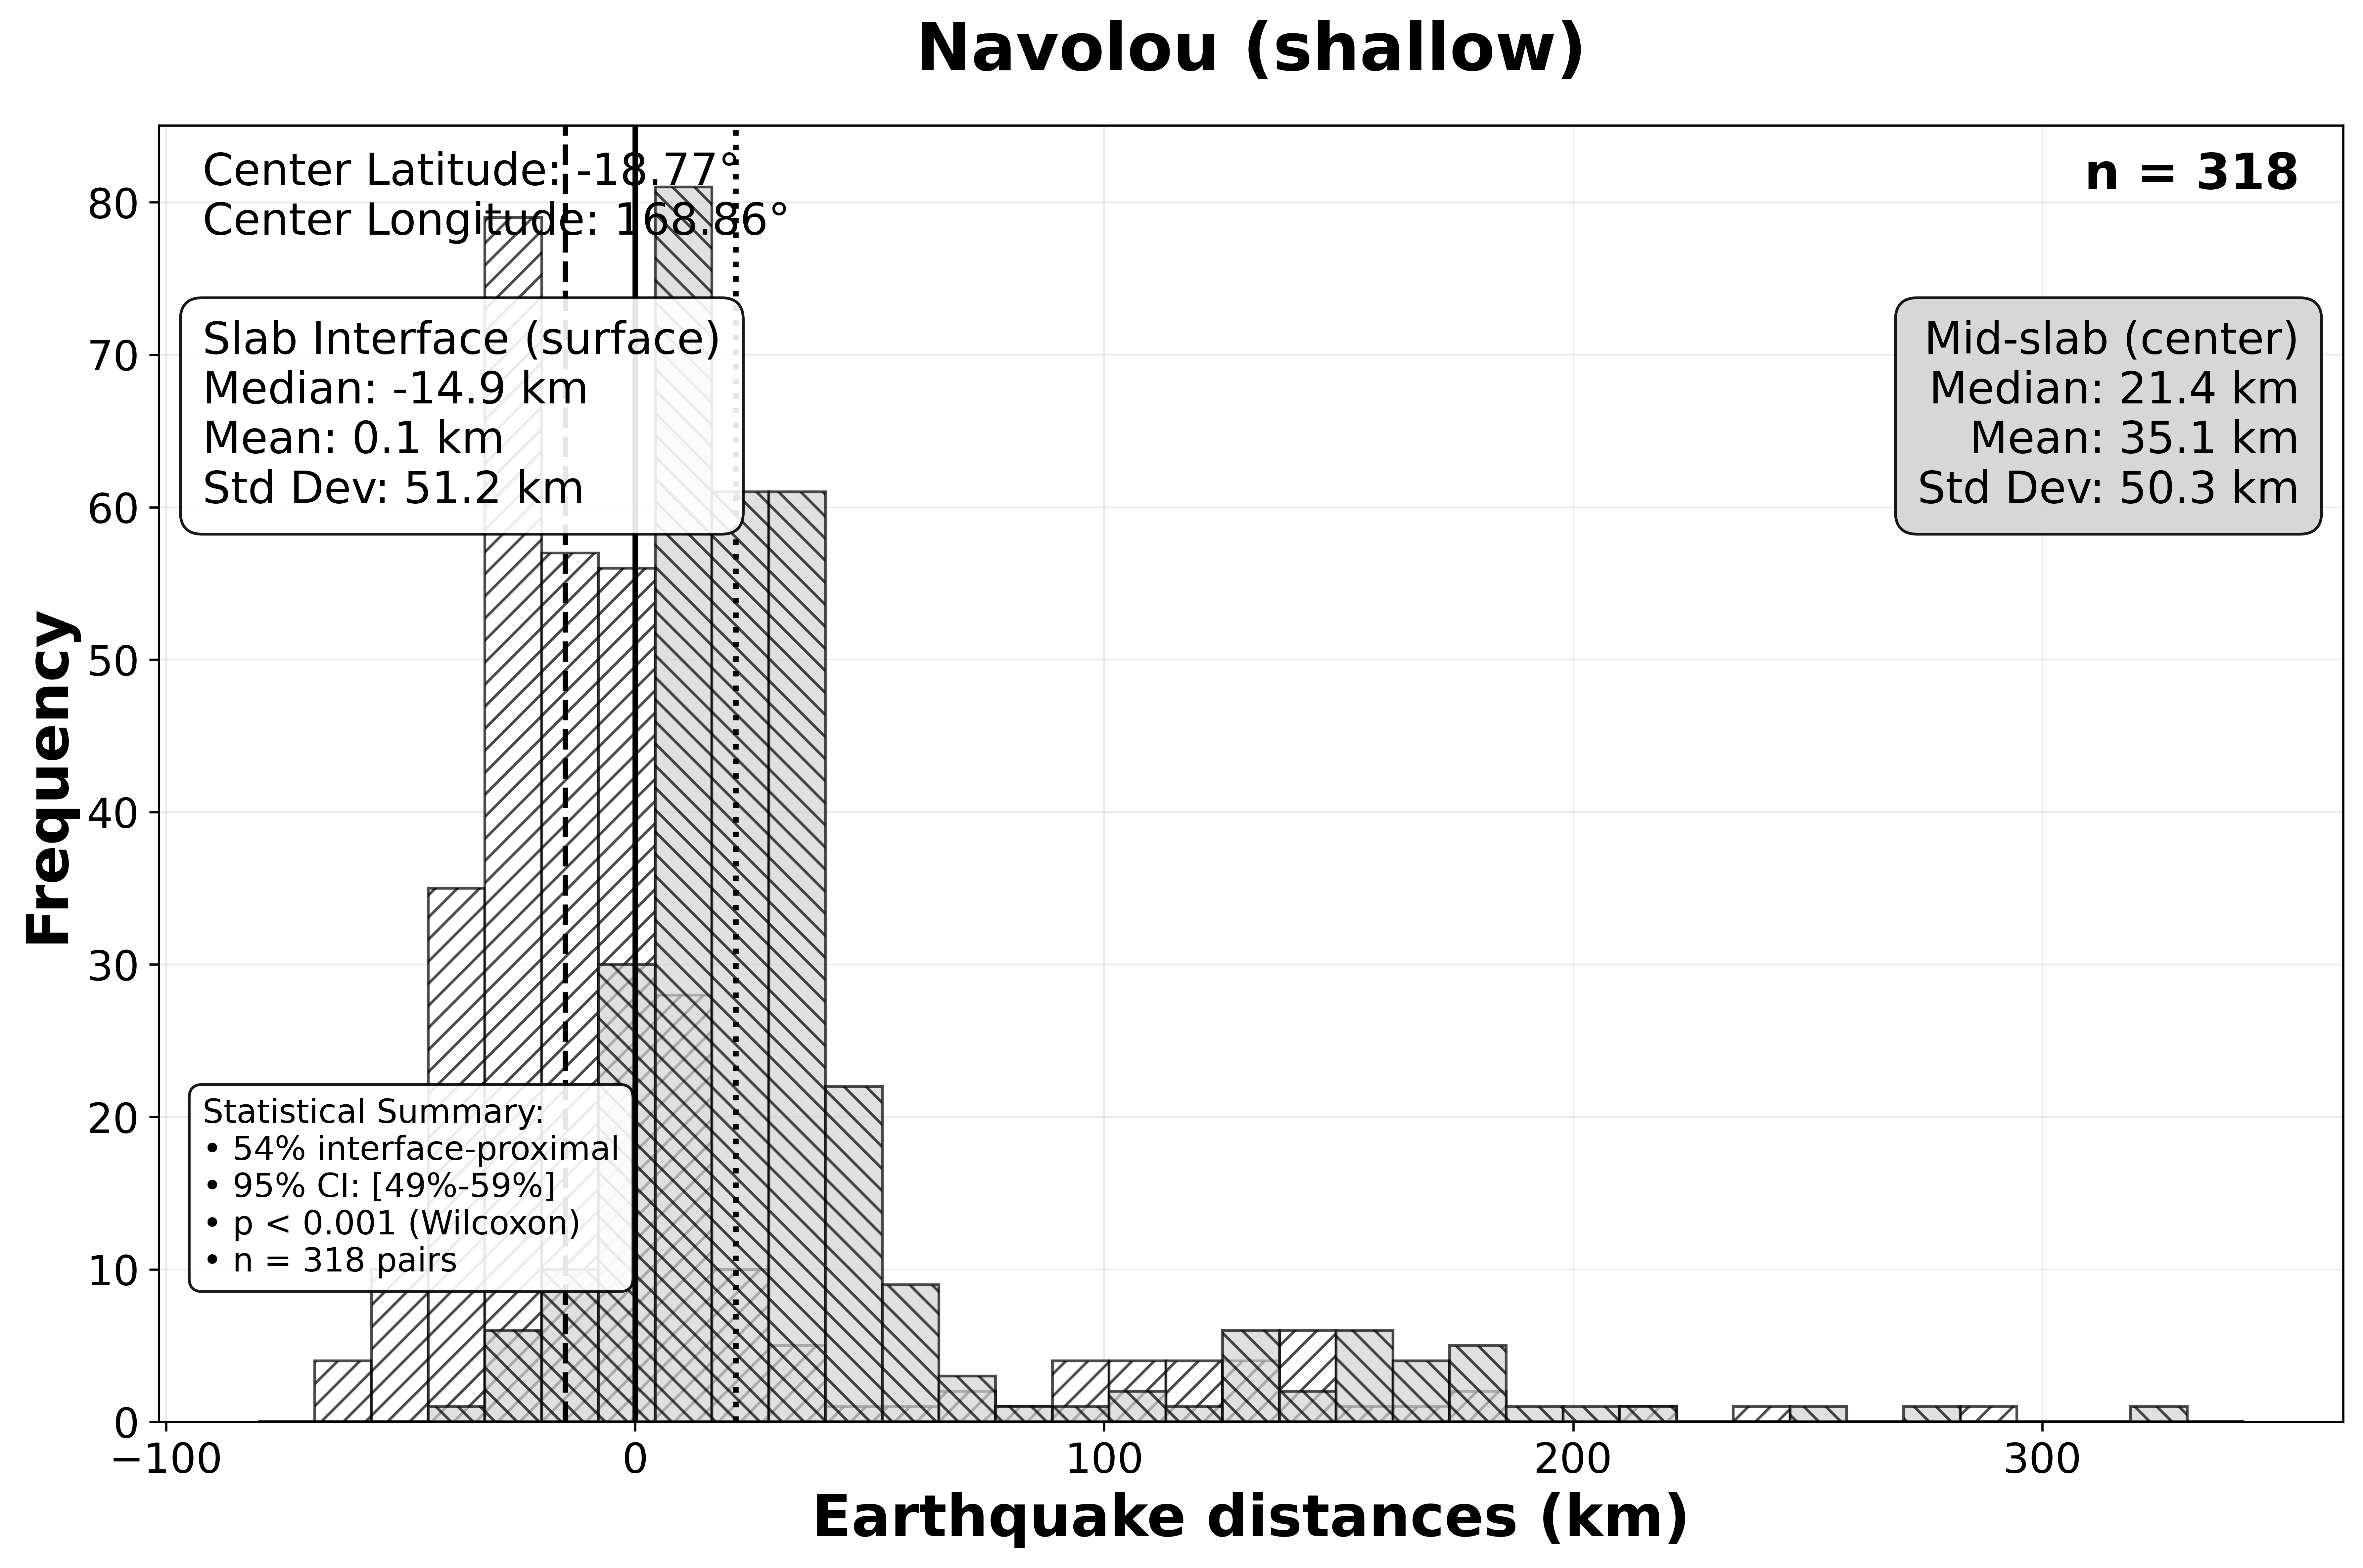 Navolou (shallow)
Center Latitude: -18.77°
Center Longitude: 168.86°
n = 318
Slab Interface (surface)
Median: -14.9 km
Mean: 0.1 km
Std Dev: 51.2 km
Mid-slab (center)
Median: 21.4 km
Mean: 35.1 km
Std Dev: 50.3 km
Statistical Summary:
• 54% interface-proximal
• 95% CI: [49%-59%]
• p < 0.001 (Wilcoxon)
• n = 318 pairs
Frequency
80
70
60
50
40
30
20
10
0
−100
0
100
200
300
Earthquake distances (km)